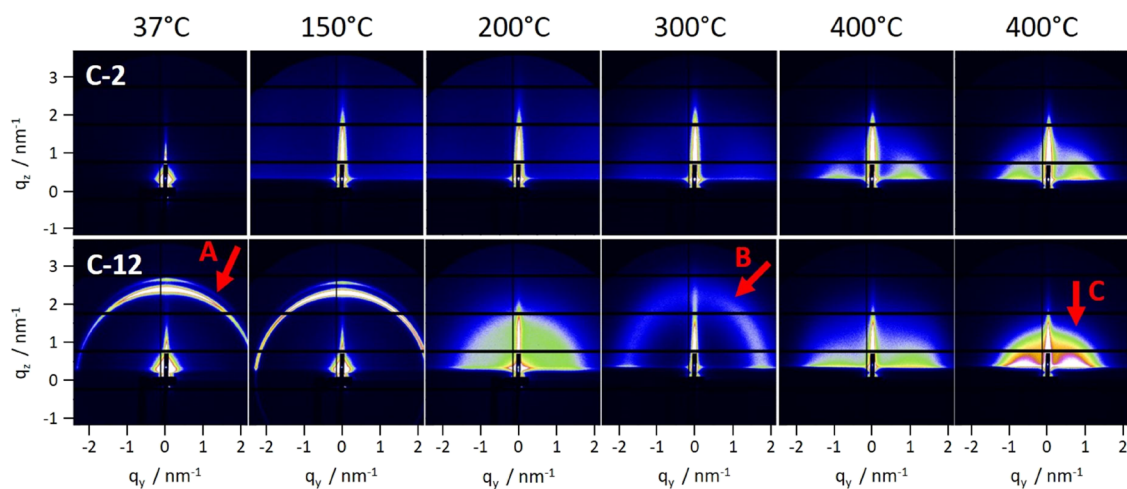 37°C 150°C 200°C 300°C 400°C 400°C
C-2
3
2
1
0
-1
q_z / nm⁻¹
C-12
A
B
C
3
2
1
0
-1
q_z / nm⁻¹
-2 -1 0 1 2 -2 -1 0 1 2 -2 -1 0 1 2 -2 -1 0 1 2 -2 -1 0 1 2 -2 -1 0 1 2
q_y / nm⁻¹ q_y / nm⁻¹ q_y / nm⁻¹ q_y / nm⁻¹ q_y / nm⁻¹ q_y / nm⁻¹